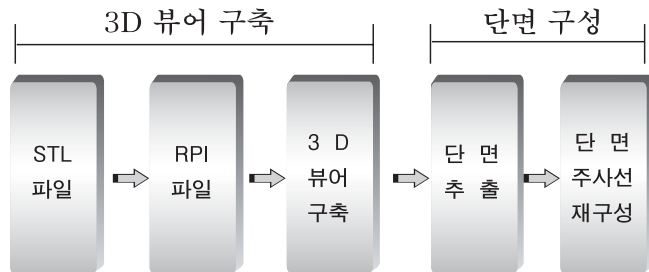 3D 뷰어 구축
단면 구성
STL
파일
RPI
파일
3 D
뷰어
구축
단 면
추 출
단 면
주사선
재구성